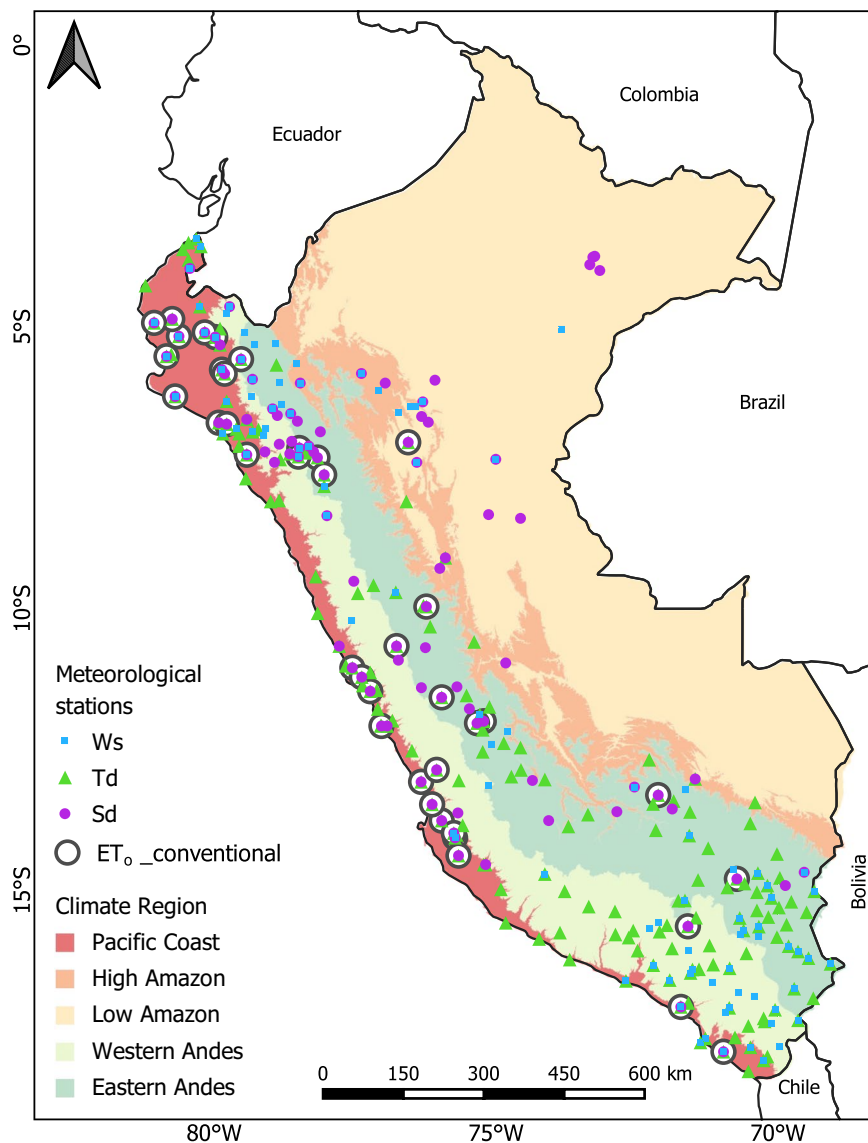 0°
Colombia
Ecuador
5°S
Brazil
10°S
Meteorological
stations
Ws
Td
Sd
ETₒ _conventional
15°S
Bolivia
Climate Region
Pacific Coast
High Amazon
Low Amazon
Western Andes
Eastern Andes
0 150 300 450 600 km
Chile
80°W 75°W 70°W